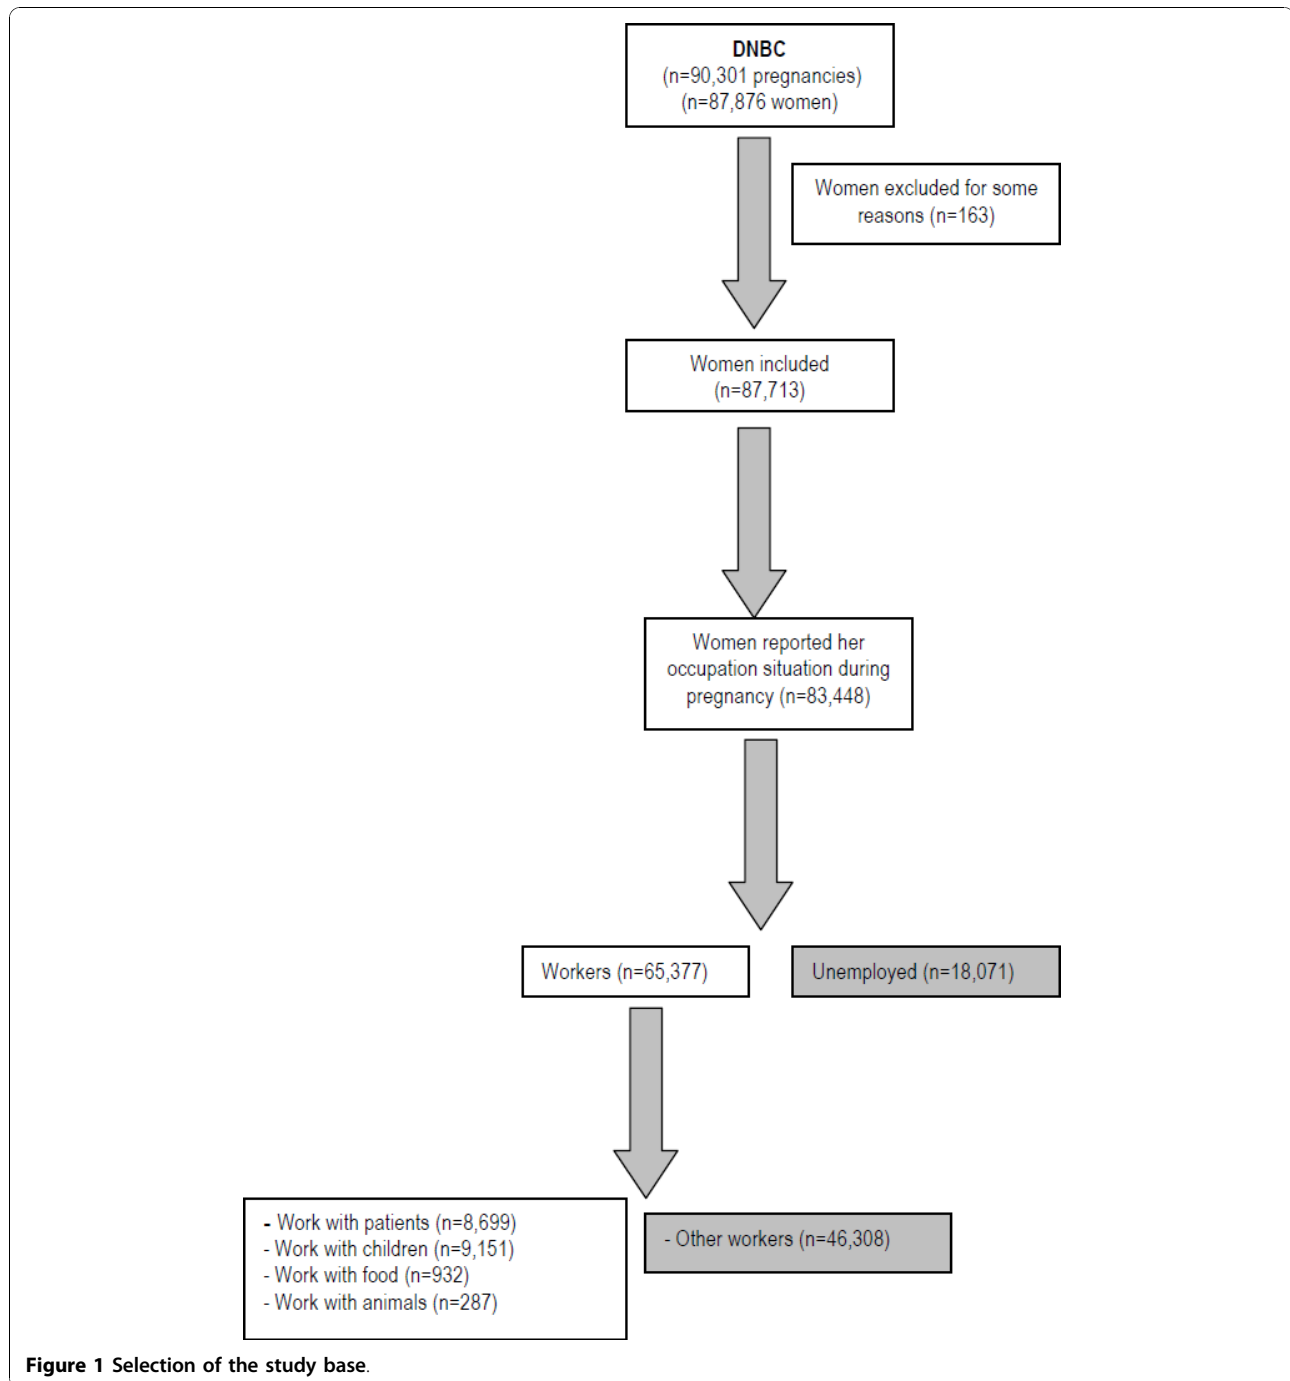 DNBC
(n=90,301 pregnancies)
(n=87,876 women)
Women excluded for some
reasons (n=163)
Women included
(n=87,713)
Women reported her
occupation situation during
pregnancy (n=83,448)
Workers (n=65,377)
Unemployed (n=18,071)
- Work with patients (n=8,699)
- Work with children (n=9,151)
- Work with food (n=932)
- Work with animals (n=287)
- Other workers (n=46,308)
Figure 1 Selection of the study base.